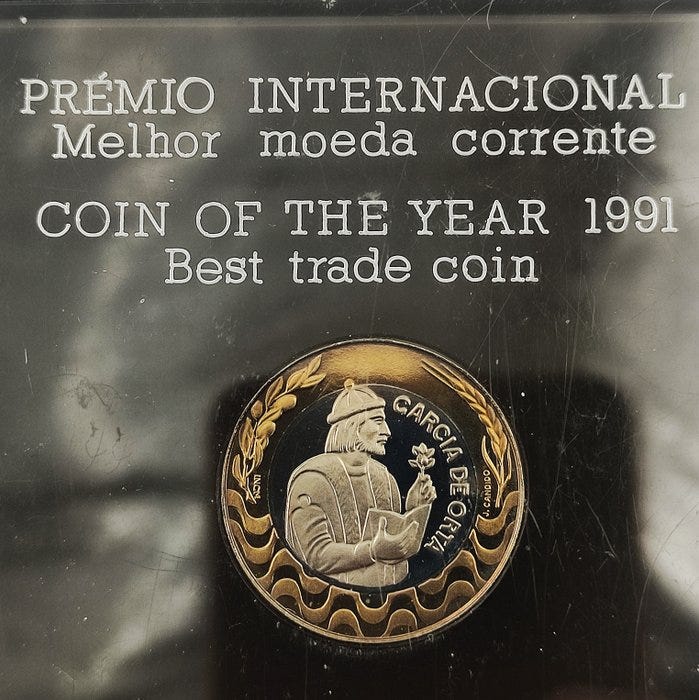 PRÉMIO INTERNACIONAL
Melhor moeda corrente
COIN OF THE YEAR 1991
Best trade coin
GARCIA DE ORTA
INCM
J. CANDIDO